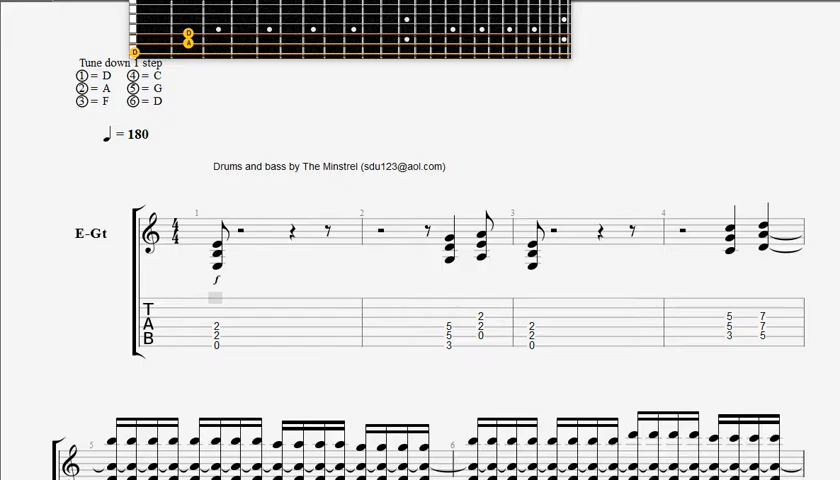 D
A
D
Tune down 1 step
① = D ④ = C
② = A ⑤ = G
③ = F ⑥ = D
♩ = 180
Drums and bass by The Minstrel (sdu123@aol.com)
1 2 3 4
E-Gt
4
4
f
T
A
B
2 5 7
2 5 2 2 5 7
2 5 0 2 3 5
0 3 0
5 6